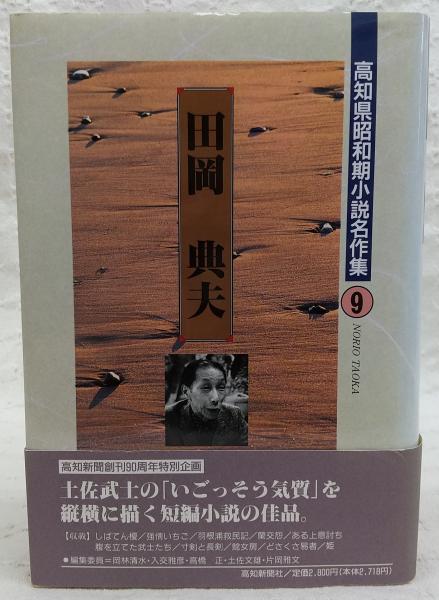 高知県昭和期小説名作集
9
NORIO TAOKA
田岡 典夫
高知新聞創刊90周年特別企画
土佐武士の「いごっそう気質」を
縦横に描く短編小説の佳品。
【収載】しばてん榎/強情いちご/羽根浦救民記/蘭交怨/ある上意討ち
腹を立てた武士たち/寸剣と長剣/餄女房/どさくさ易者/姫
●編集委員=岡林清水・入交雅彦・高橋 正・土佐文雄・片岡雅文
高知新聞社/定価2,800円(本体2,718円)